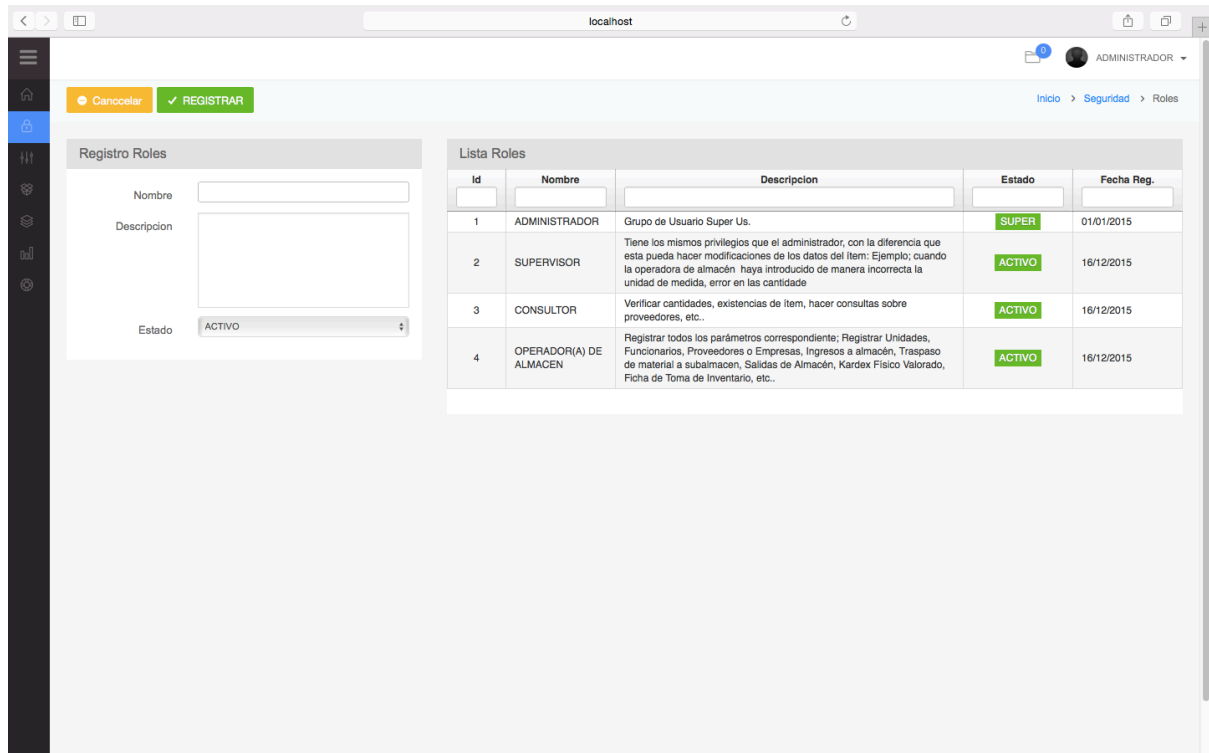 localhost
0
ADMINISTRADOR
Canccelar
REGISTRAR
Inicio > Seguridad > Roles
Registro Roles
Nombre
Descripcion
Estado
ACTIVO
Lista Roles
Id Nombre Descripcion Estado Fecha Reg.
1 ADMINISTRADOR Grupo de Usuario Super Us. SUPER 01/01/2015
2 SUPERVISOR
Tiene los mismos privilegios que el administrador, con la diferencia que
esta pueda hacer modificaciones de los datos del ítem: Ejemplo; cuando
la operadora de almacén haya introducido de manera incorrecta la
unidad de medida, error en las cantidade
ACTIVO 16/12/2015
3 CONSULTOR
Verificar cantidades, existencias de ítem, hacer consultas sobre
proveedores, etc..
ACTIVO 16/12/2015
4 OPERADOR(A) DE
ALMACEN
Registrar todos los parámetros correspondiente; Registrar Unidades,
Funcionarios, Proveedores o Empresas, Ingresos a almacén, Traspaso
de material a subalmacen, Salidas de Almacén, Kardex Físico Valorado,
Ficha de Toma de Inventario, etc..
ACTIVO 16/12/2015